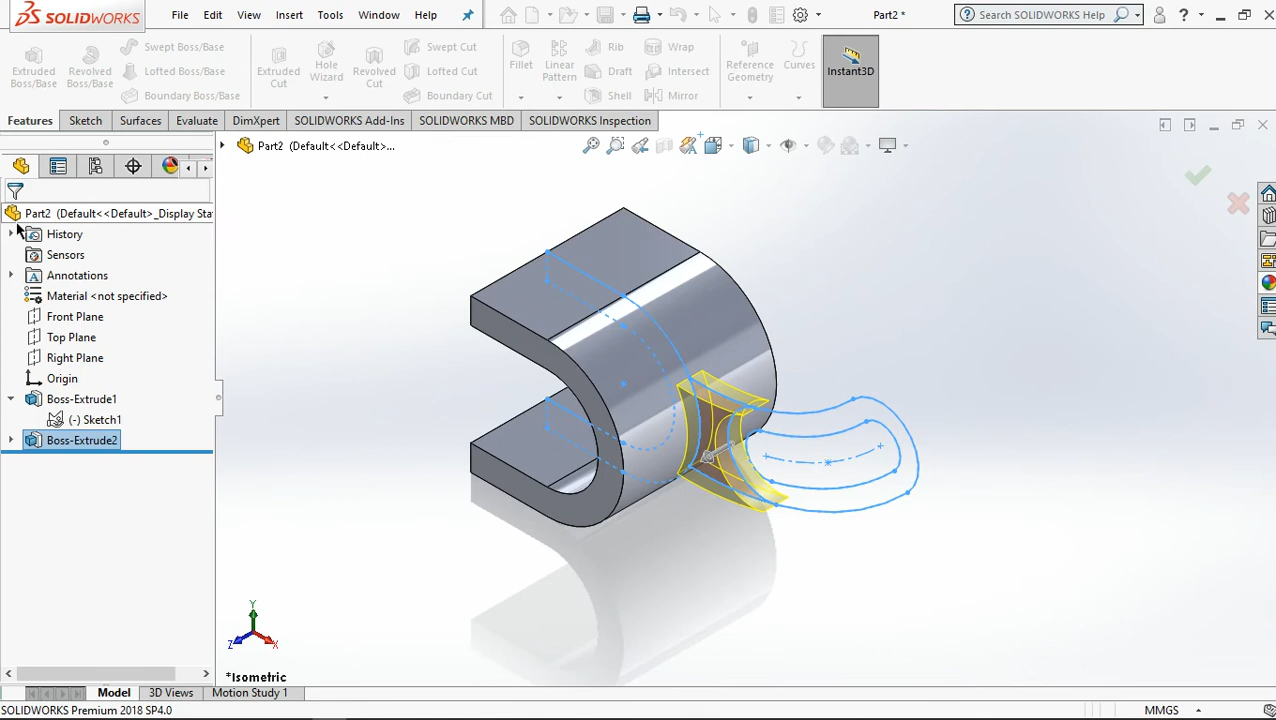 SOLIDWORKS File Edit View Insert Tools Window Help Part2 * Search SOLIDWORKS Help ?
Extruded Boss/Base Revolved Boss/Base Swept Boss/Base Lofted Boss/Base Boundary Boss/Base Extruded Cut Hole Wizard Revolved Cut Swept Cut Lofted Cut Boundary Cut Fillet Linear Pattern Rib Draft Shell Wrap Intersect Mirror Reference Geometry Curves Instant3D
Features Sketch Surfaces Evaluate DimXpert SOLIDWORKS Add-Ins SOLIDWORKS MBD SOLIDWORKS Inspection
Part2 (Default<<Default>...
Part2 (Default<<Default>_Display Sta
History
Sensors
Annotations
Material <not specified>
Front Plane
Top Plane
Right Plane
Origin
Boss-Extrude1
(-) Sketch1
Boss-Extrude2
Y
Z X
*Isometric
Model 3D Views Motion Study 1
SOLIDWORKS Premium 2018 SP4.0 MMGS